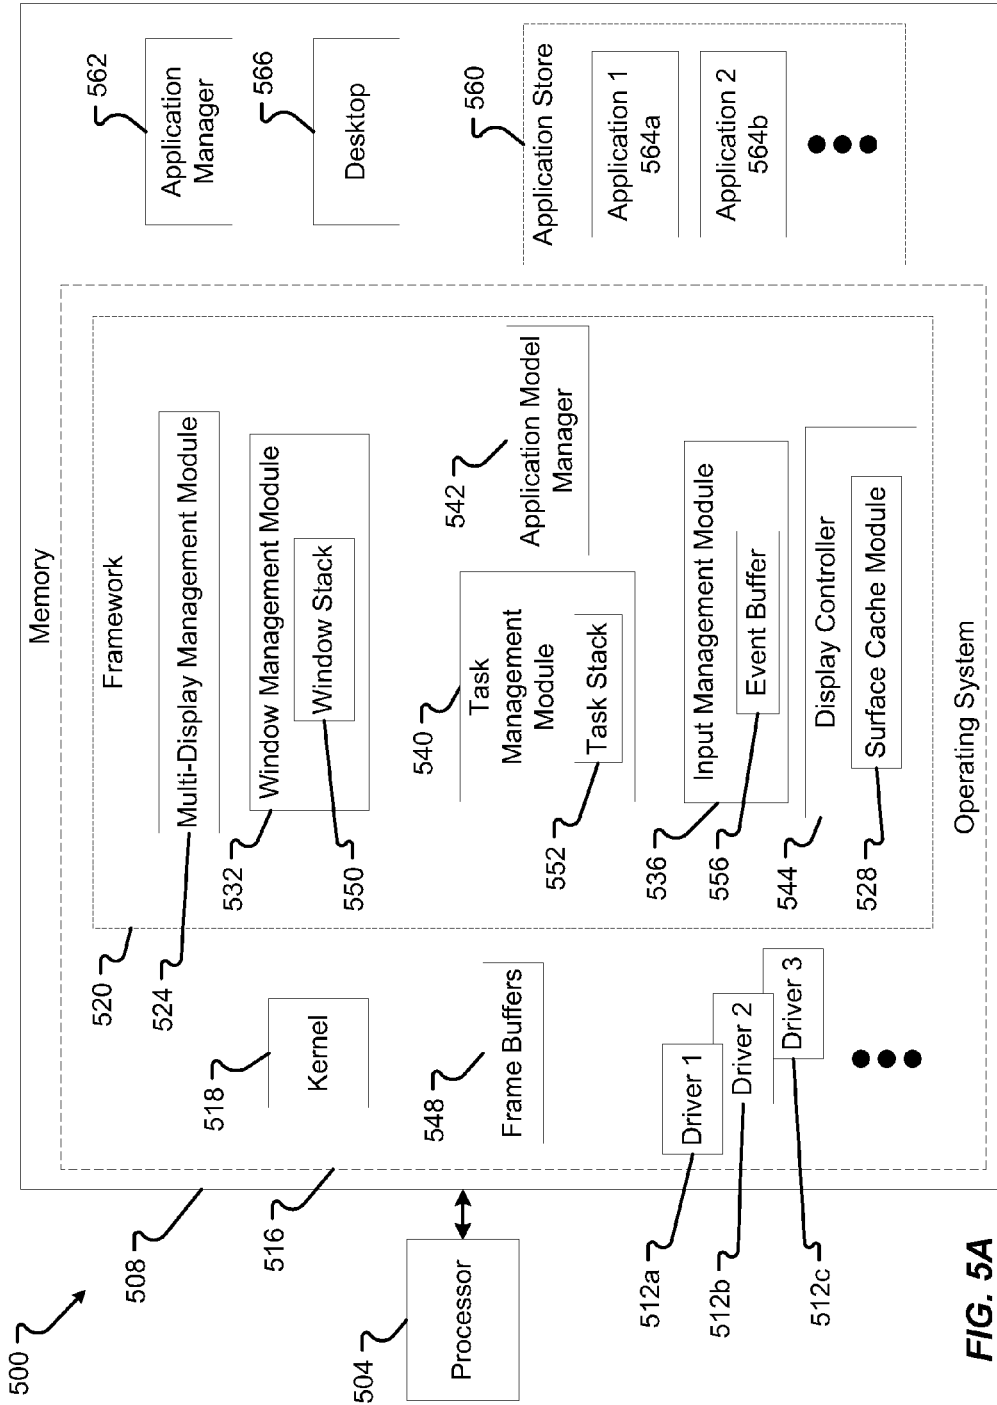 500
508
Memory
516
520
Framework
562
Application
Manager
524
Multi-Display Management Module
518
Kernel
532
Window Management Module
550
Window Stack
566
Desktop
504
Processor
548
Frame Buffers
540
Task
Management
Module
552
Task Stack
542
Application Model
Manager
560
Application Store
Application 1
564a
Application 2
564b
512a
Driver 1
512b
Driver 2
512c
Driver 3
536
Input Management Module
556
Event Buffer
544
Display Controller
528
Surface Cache Module
Operating System
FIG. 5A